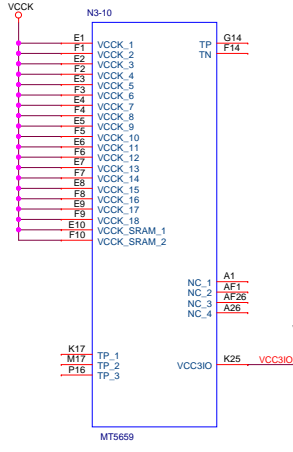 VCCK
N3-10
E1 VCCK_1
F1 VCCK_2
E2 VCCK_3
F2 VCCK_4
E3 VCCK_5
F3 VCCK_6
E4 VCCK_7
F4 VCCK_8
E5 VCCK_9
F5 VCCK_10
E6 VCCK_11
F6 VCCK_12
E7 VCCK_13
F7 VCCK_14
E8 VCCK_15
F8 VCCK_16
E9 VCCK_17
F9 VCCK_18
E10 VCCK_SRAM_1
F10 VCCK_SRAM_2
TP G14
TN F14
NC_1 A1
NC_2 AF1
NC_3 AF26
NC_4 A26
K17 TP_1
M17 TP_2
P16 TP_3
VCC3IO K25 VCC3IO
MT5659